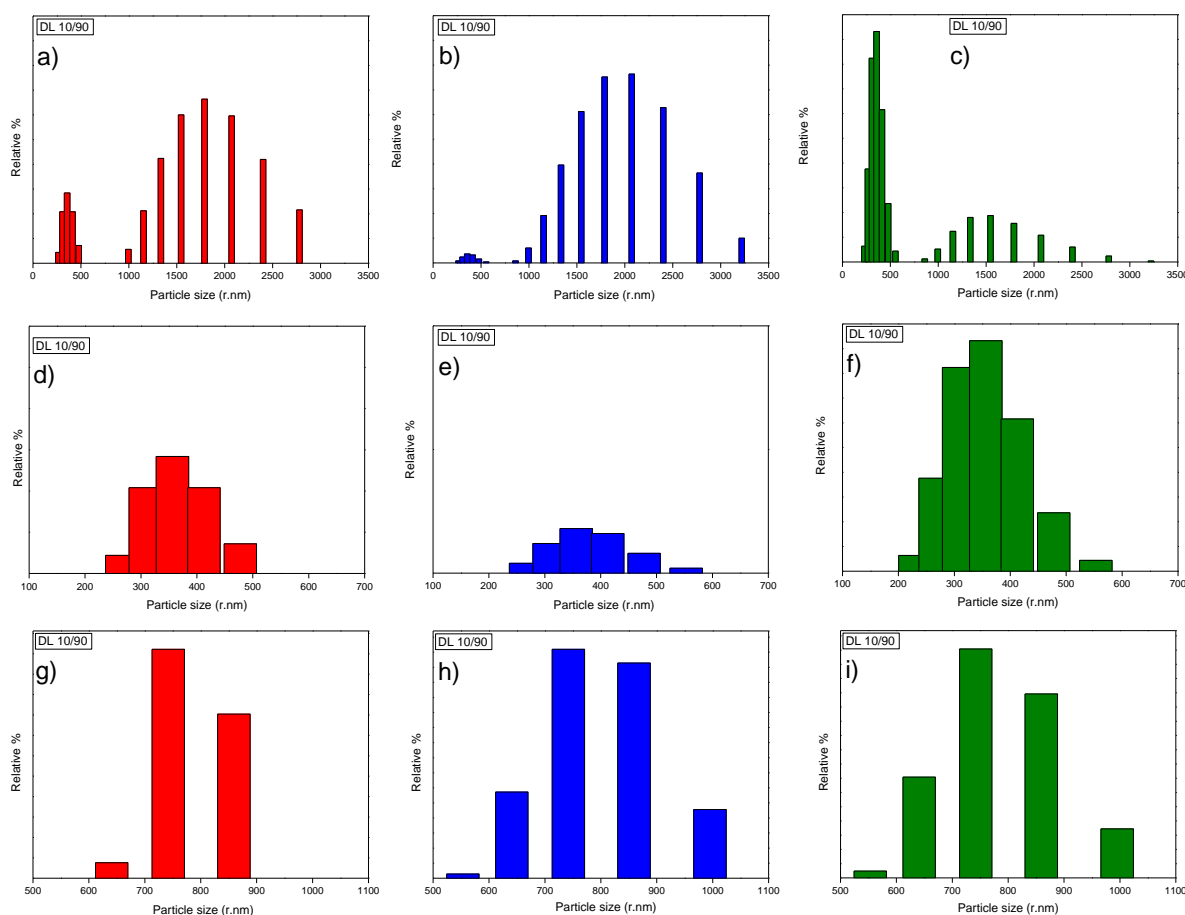 DL 10/90
a)
Relative %
0 500 1000 1500 2000 2500 3000 3500
Particle size (r.nm)
DL 10/90
b)
Relative %
0 500 1000 1500 2000 2500 3000 3500
Particle size (r.nm)
DL 10/90
c)
Relative %
0 500 1000 1500 2000 2500 3000 3500
Particle size (r.nm)
DL 10/90
d)
Relative %
100 200 300 400 500 600 700
Particle size (r.nm)
DL 10/90
e)
Relative %
100 200 300 400 500 600 700
Particle size (r.nm)
DL 10/90
f)
Relative %
100 200 300 400 500 600 700
Particle size (r.nm)
DL 10/90
g)
Relative %
500 600 700 800 900 1000 1100
Particle size (r.nm)
DL 10/90
h)
Relative %
500 600 700 800 900 1000 1100
Particle size (r.nm)
DL 10/90
i)
Relative %
500 600 700 800 900 1000 1100
Particle size (r.nm)